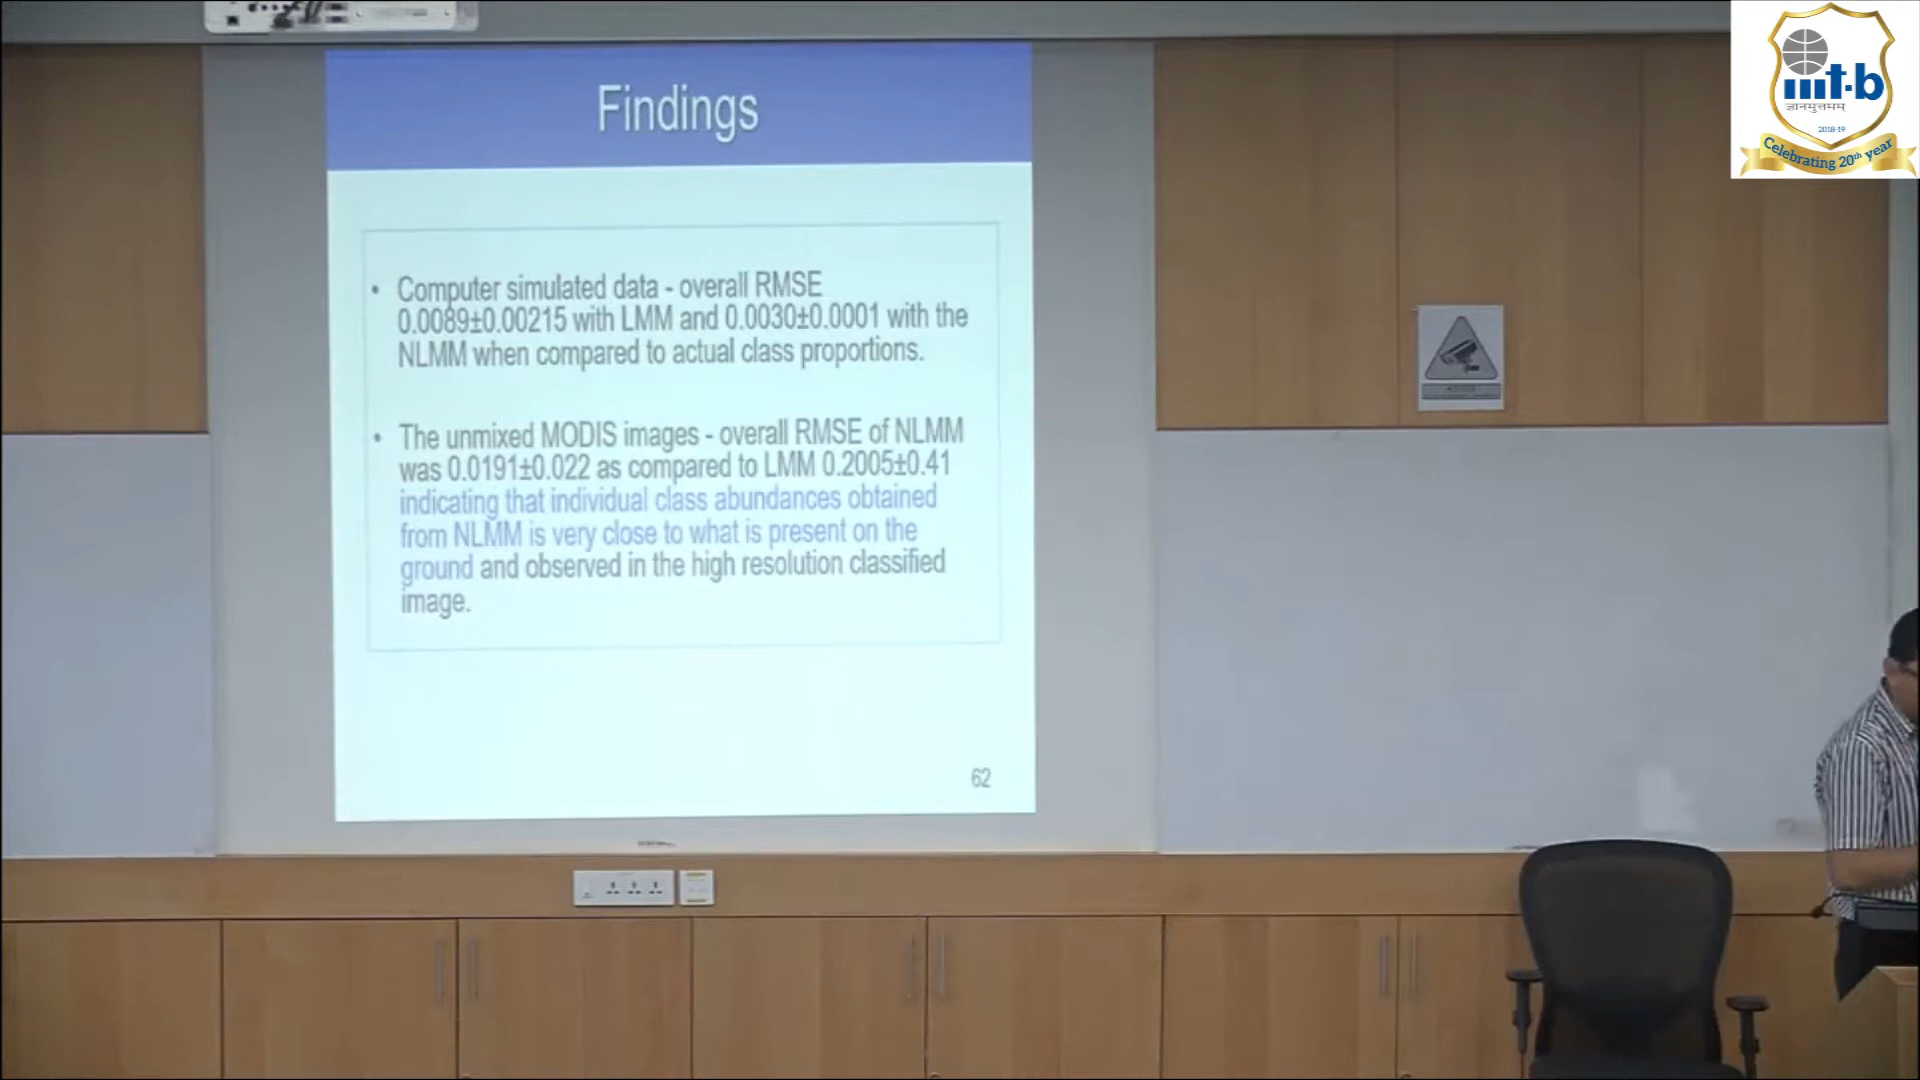 Findings
• Computer simulated data - overall RMSE
0.0089±0.00215 with LMM and 0.0030±0.0001 with the
NLMM when compared to actual class proportions.
• The unmixed MODIS images - overall RMSE of NLMM
was 0.0191±0.022 as compared to LMM 0.2005±0.41
indicating that individual class abundances obtained
from NLMM is very close to what is present on the
ground and observed in the high resolution classified
image.
62
iiit-b
ज्ञानमुत्तमम्
2018-19
Celebrating 20th year